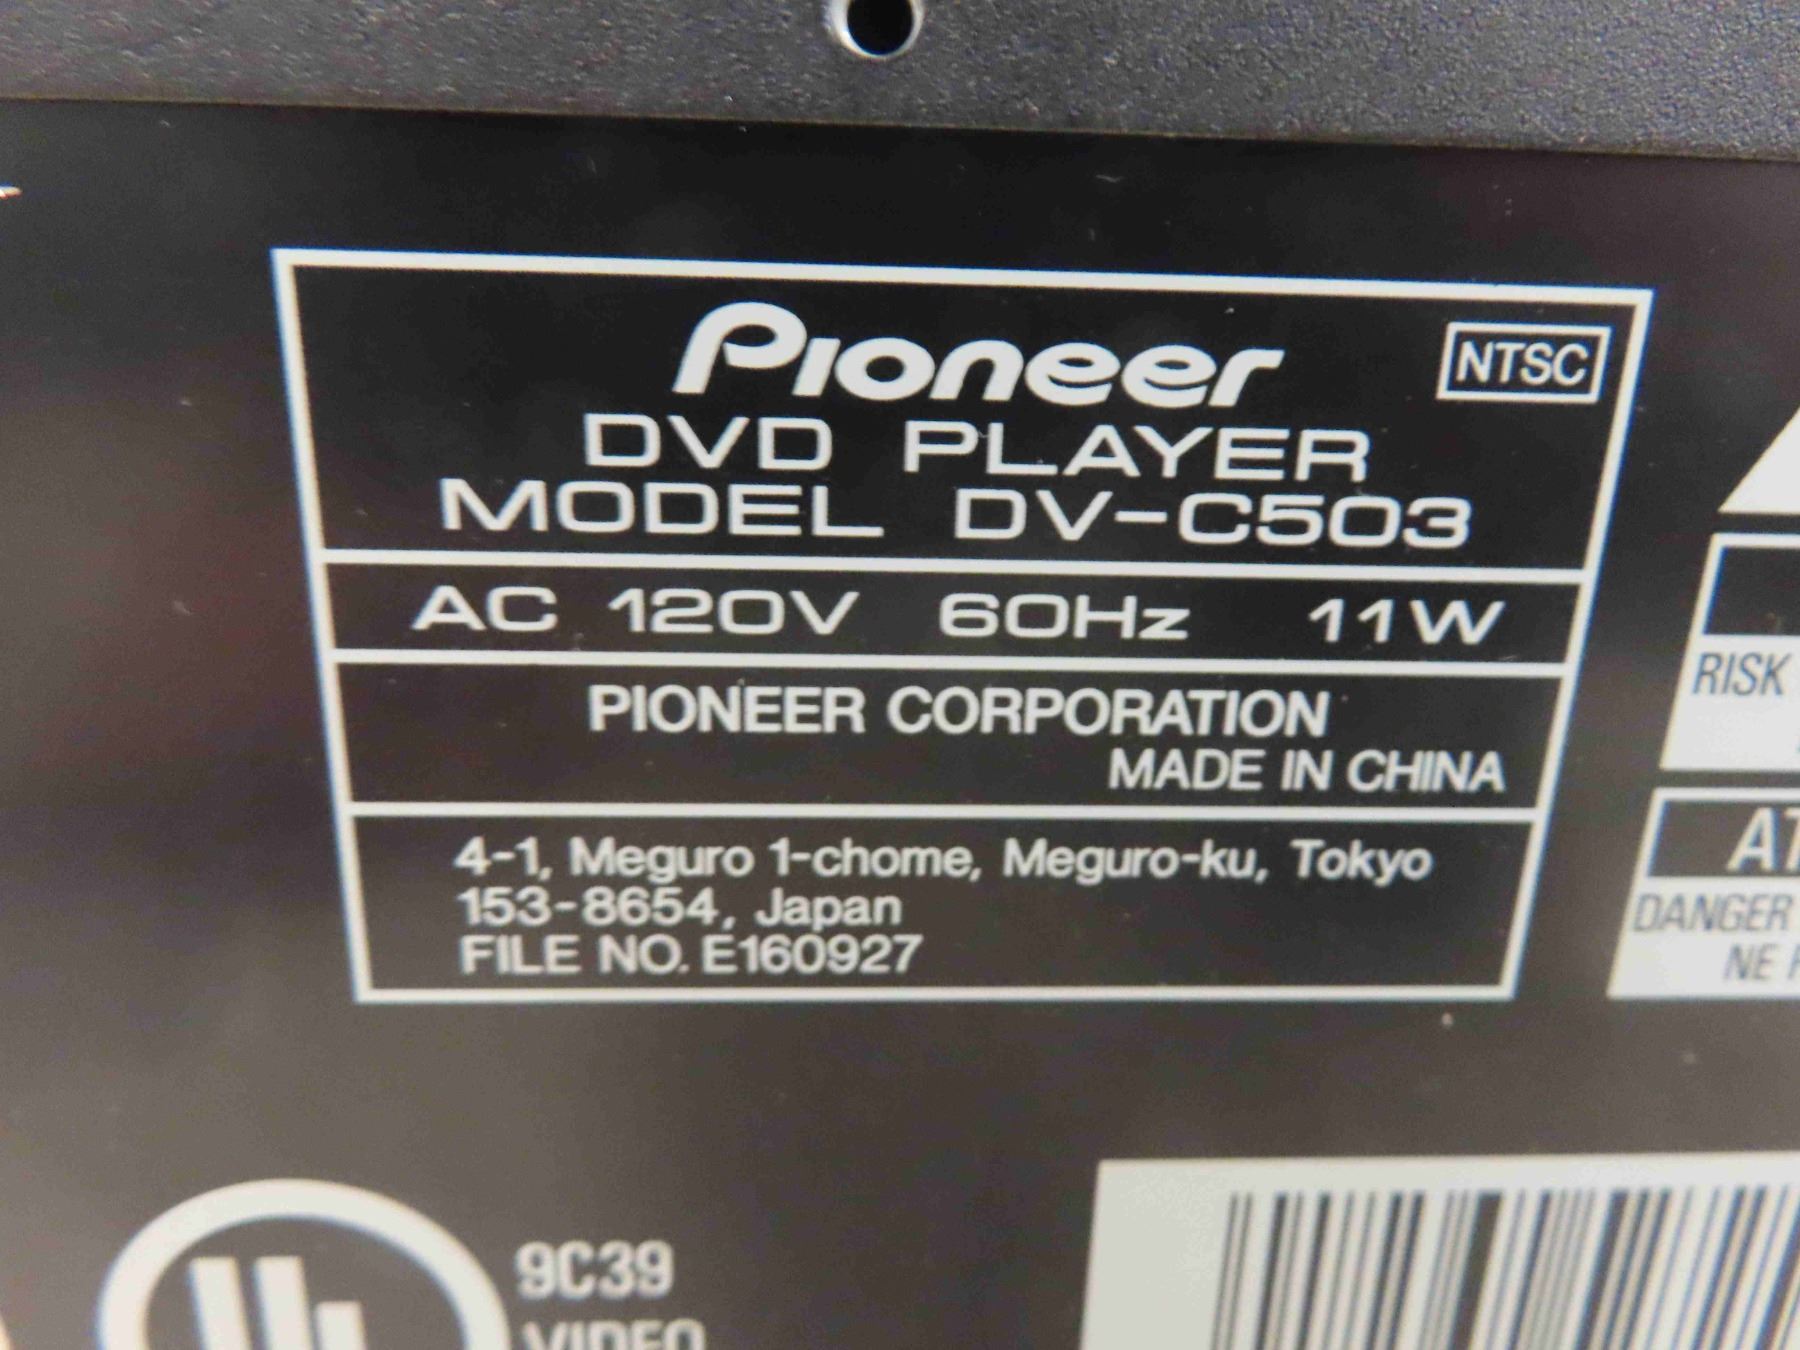 Pioneer
NTSC
DVD PLAYER
MODEL DV-C503
AC 120V 60Hz 11W
PIONEER CORPORATION
MADE IN CHINA
4-1, Meguro 1-chome, Meguro-ku, Tokyo
153-8654, Japan
FILE NO. E160927
RISK
DANGER
NE
9C39
VIDEO